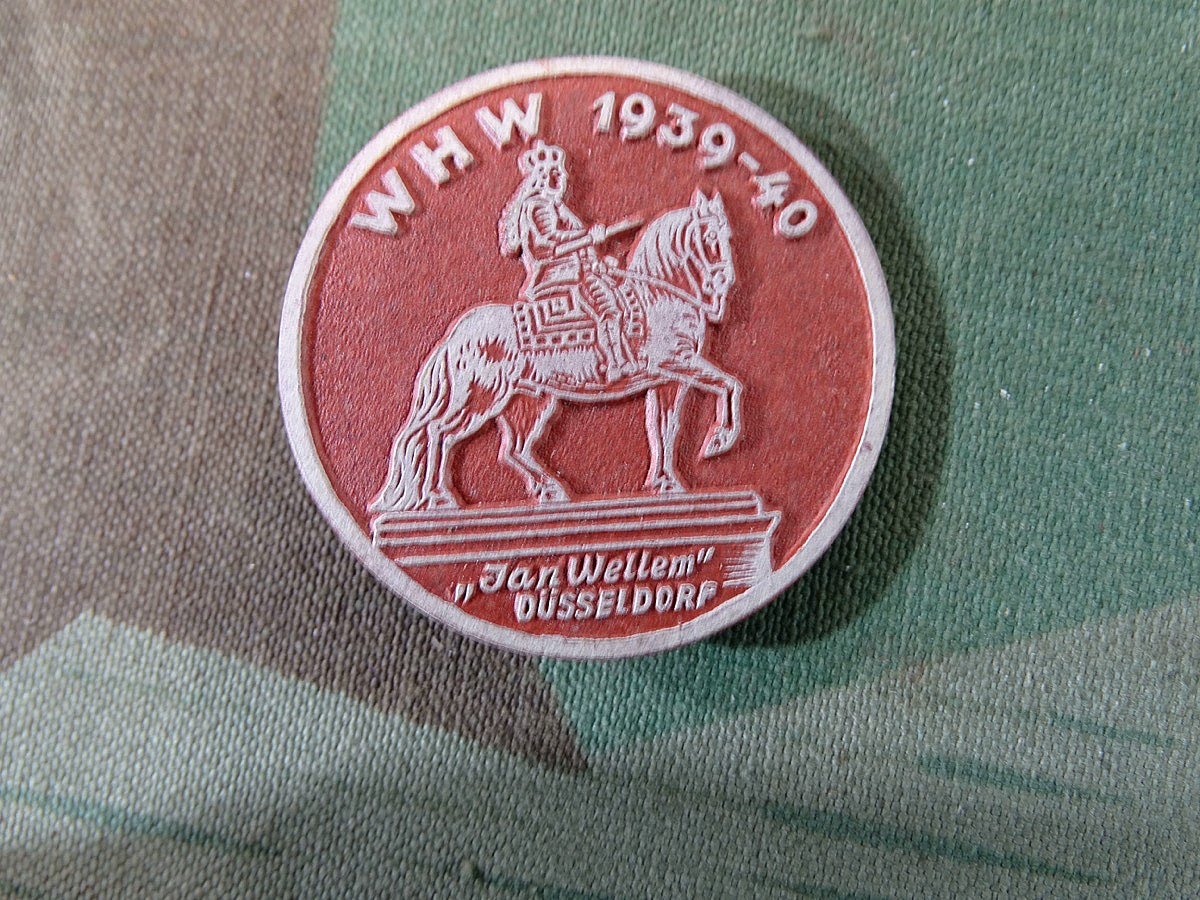 WHW 1939-40
„Jan Wellem”
DÜSSELDORF